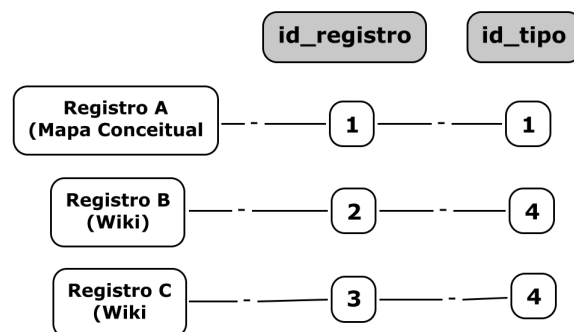 id_registro id_tipo
Registro A
(Mapa Conceitual
1 1
Registro B
(Wiki)
2 4
Registro C
(Wiki
3 4